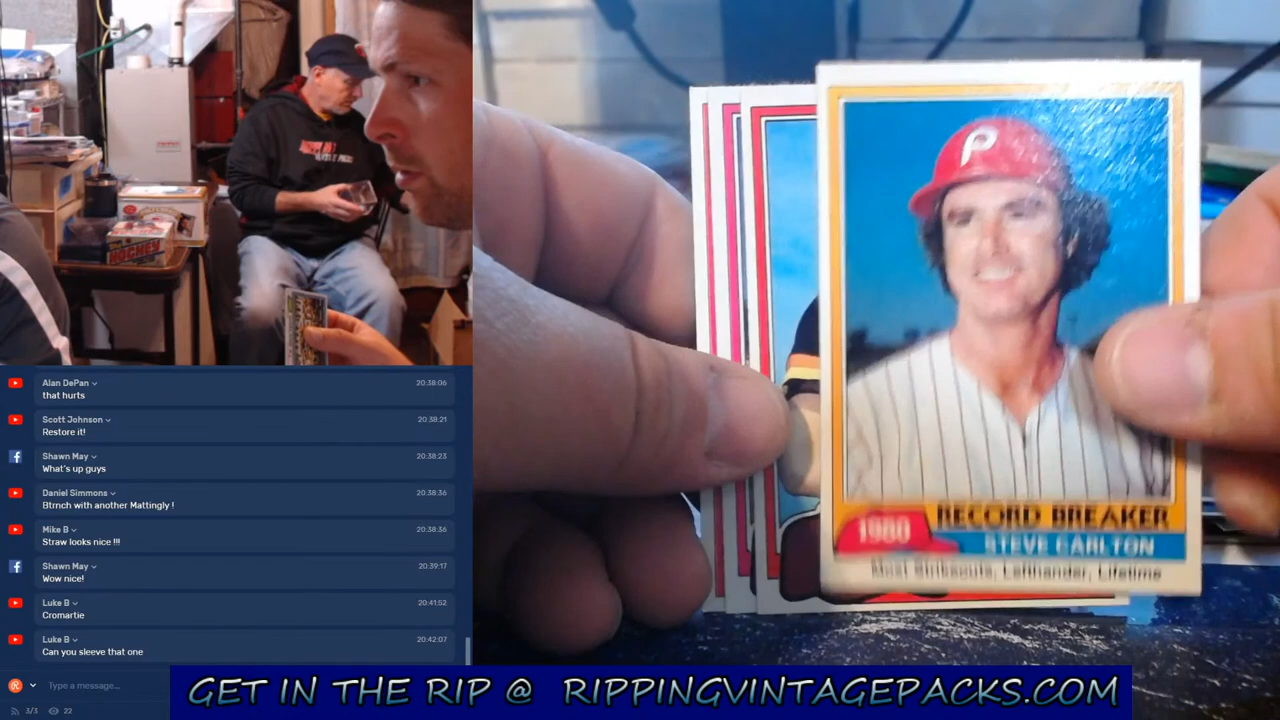 HOCKEY
Alan DePan
20:38:06
that hurts
Scott Johnson
20:38:21
Restore it!
Shawn May
20:38:23
What's up guys
Daniel Simmons
20:38:36
Btrnch with another Mattingly !
Mike B
20:38:36
Straw looks nice !!!
Shawn May
20:39:17
Wow nice!
Luke B
20:41:52
Cromartie
Luke B
20:42:07
Can you sleeve that one
Type a message...
3/3 22
P
1980
RECORD BREAKER
STEVE CARLTON
Most Strikeouts, Lefthander, Lifetime
GET IN THE RIP @ RIPPINGVINTAGEPACKS.COM